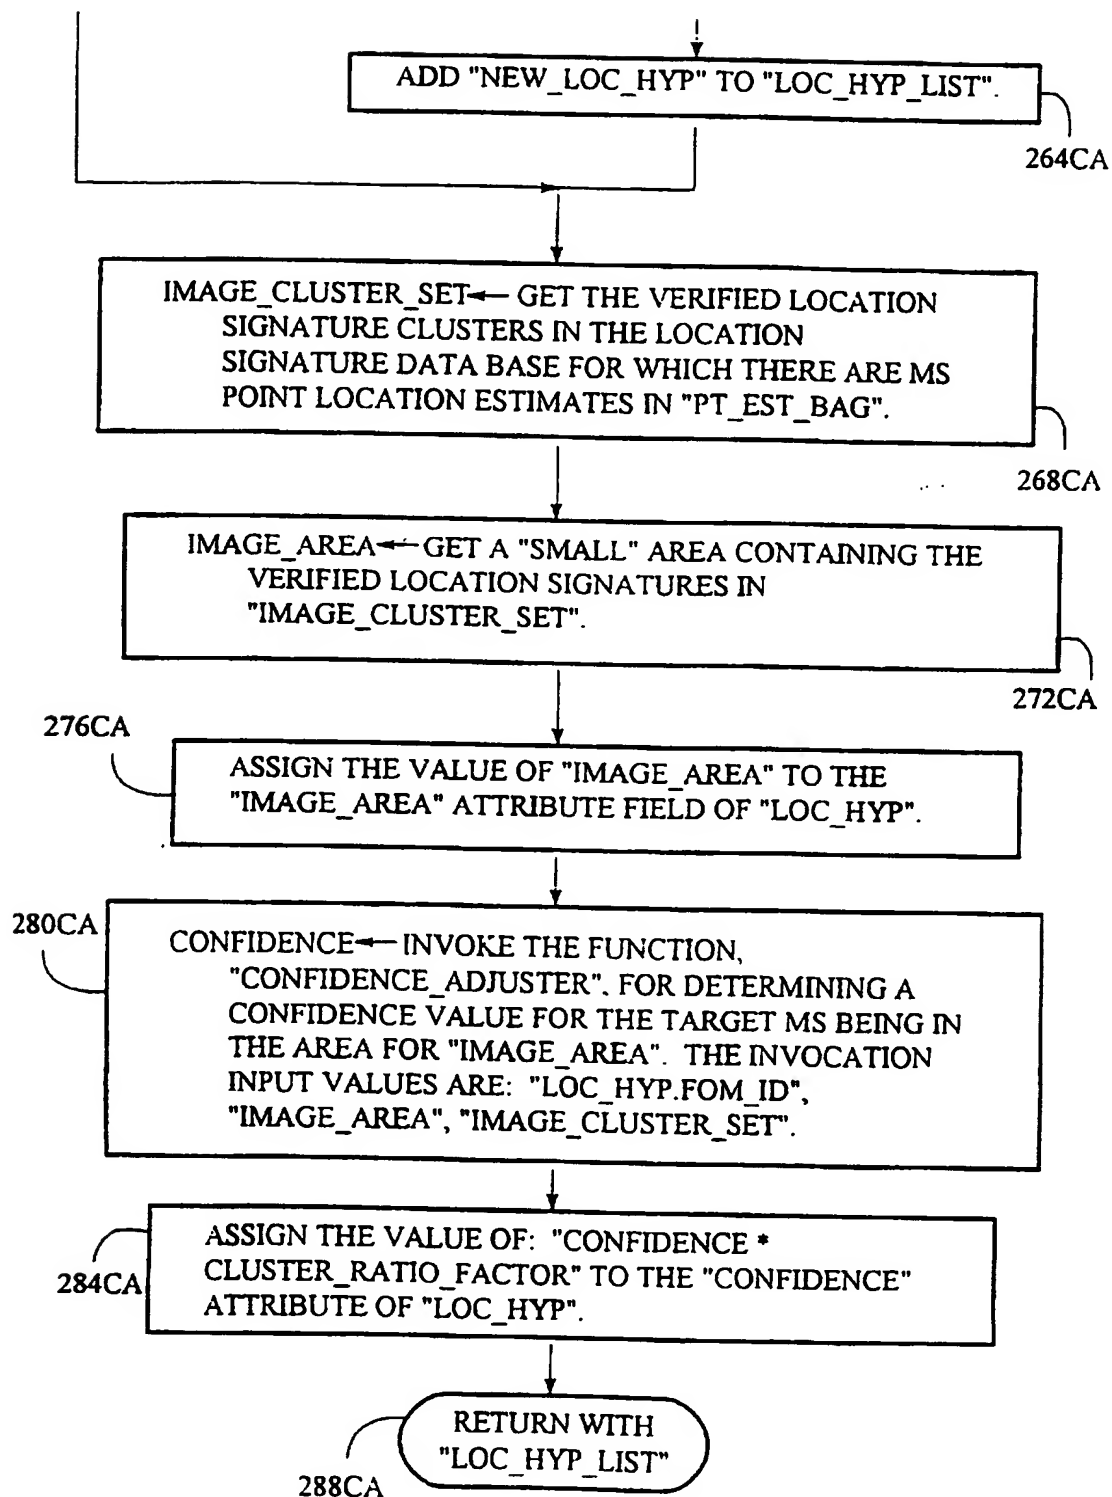 ADD "NEW_LOC_HYP" TO "LOC_HYP_LIST".
264CA
IMAGE_CLUSTER_SET← GET THE VERIFIED LOCATION
SIGNATURE CLUSTERS IN THE LOCATION
SIGNATURE DATA BASE FOR WHICH THERE ARE MS
POINT LOCATION ESTIMATES IN "PT_EST_BAG".
268CA
IMAGE_AREA← GET A "SMALL" AREA CONTAINING THE
VERIFIED LOCATION SIGNATURES IN
"IMAGE_CLUSTER_SET".
272CA
276CA
ASSIGN THE VALUE OF "IMAGE_AREA" TO THE
"IMAGE_AREA" ATTRIBUTE FIELD OF "LOC_HYP".
280CA
CONFIDENCE← INVOKE THE FUNCTION,
"CONFIDENCE_ADJUSTER". FOR DETERMINING A
CONFIDENCE VALUE FOR THE TARGET MS BEING IN
THE AREA FOR "IMAGE_AREA". THE INVOCATION
INPUT VALUES ARE: "LOC_HYP.FOM_ID",
"IMAGE_AREA", "IMAGE_CLUSTER_SET".
284CA
ASSIGN THE VALUE OF: "CONFIDENCE *
CLUSTER_RATIO_FACTOR" TO THE "CONFIDENCE"
ATTRIBUTE OF "LOC_HYP".
RETURN WITH
"LOC_HYP_LIST"
288CA